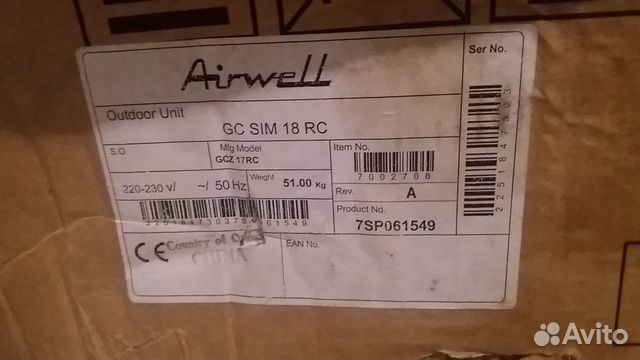 Airwell
Ser No.
Outdoor Unit
GC SIM 18 RC
S.O
Mfg Model
GCZ 17RC
Item No.
7002768
220-230 v/ ~/ 50 Hz
Weight 51.00 Kg
Rev. A
Product No.
7SP061549
CE
Country of
CHINA
EAN No.
Avito